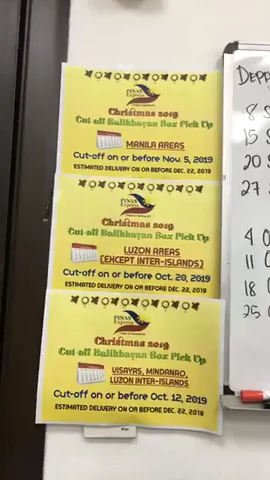 PINAS
Express
Christmas 2019
Cut-off Balikbayan Box Pick Up
MANILA AREAS
Cut-off on or before Nov. 5, 2019
ESTIMATED DELIVERY ON OR BEFORE DEC. 22, 2019
PINAS
Express
Christmas 2019
Cut-off Balikbayan Box Pick Up
LUZON AREAS
(EXCEPT INTER-ISLANDS)
Cut-off on or before Oct. 20, 2019
ESTIMATED DELIVERY ON OR BEFORE DEC. 22, 2019
PINAS
Express
Christmas 2019
Cut-off Balikbayan Box Pick Up
VISAYAS, MINDANAO,
LUZON INTER-ISLANDS
Cut-off on or before Oct. 12, 2019
ESTIMATED DELIVERY ON OR BEFORE DEC. 22, 2019
8
15
20
27
4
11
18
25